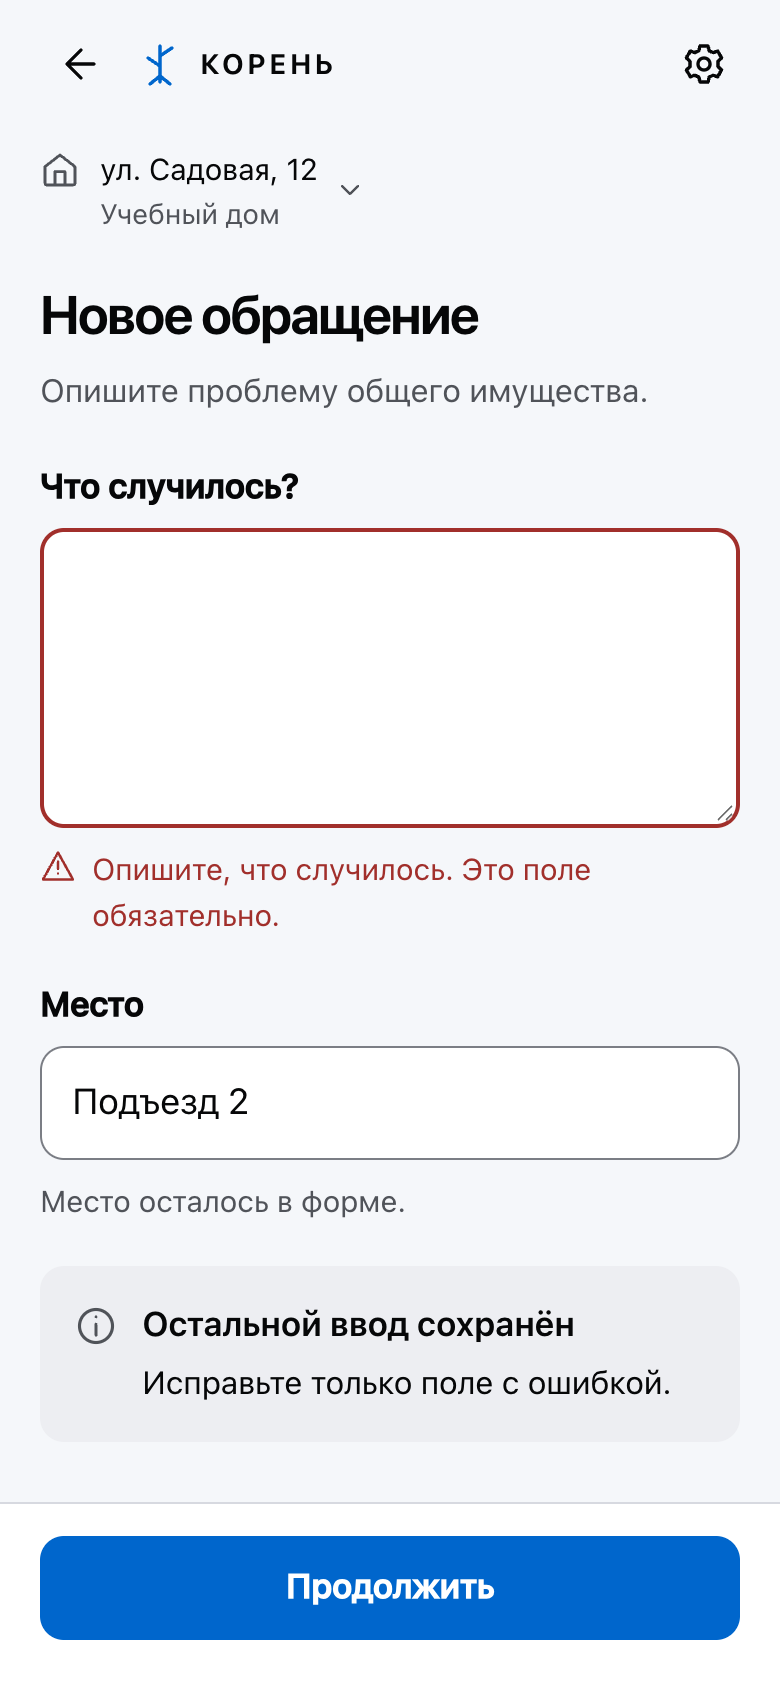 КОРЕНЬ
ул. Садовая, 12
Учебный дом
Новое обращение
Опишите проблему общего имущества.
Что случилось?
Опишите, что случилось. Это поле
обязательно.
Место
Подъезд 2
Место осталось в форме.
Остальной ввод сохранён
Исправьте только поле с ошибкой.
Продолжить